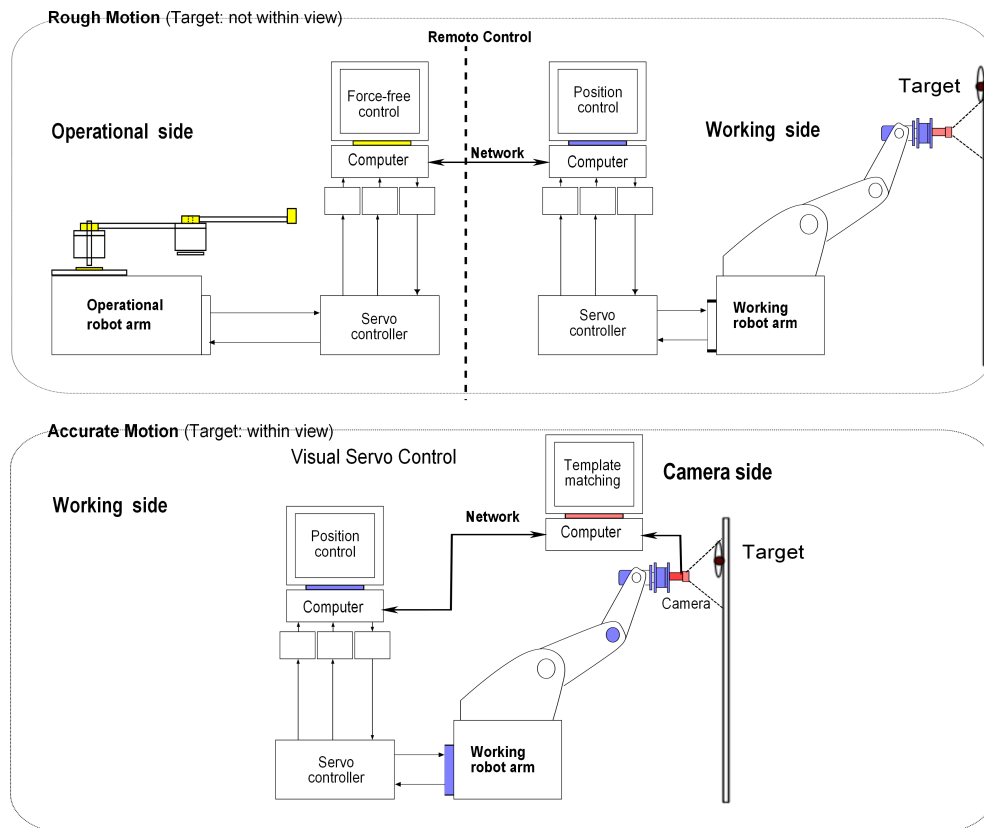 Rough Motion (Target: not within view)
Remoto Control
Operational side
Force-free
control
Computer
Network
Position
control
Computer
Working side
Target
Operational
robot arm
Servo
controller
Servo
controller
Working
robot arm
Accurate Motion (Target: within view)
Visual Servo Control
Working side
Camera side
Template
matching
Computer
Network
Position
control
Computer
Target
Camera
Servo
controller
Working
robot arm